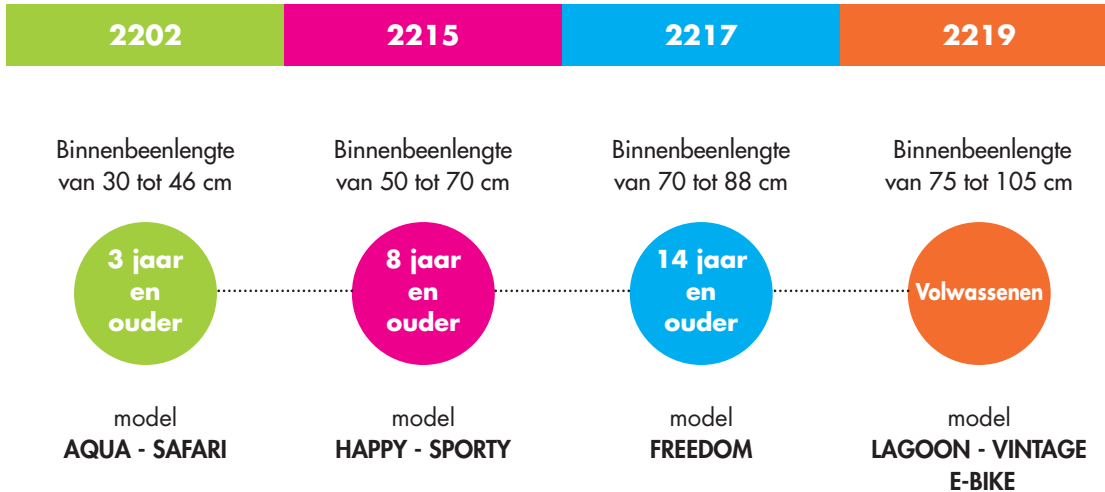 2202
2215
2217
2219
Binnenbeenlengte
van 30 tot 46 cm
Binnenbeenlengte
van 50 tot 70 cm
Binnenbeenlengte
van 70 tot 88 cm
Binnenbeenlengte
van 75 tot 105 cm
3 jaar
en
ouder
8 jaar
en
ouder
14 jaar
en
ouder
Volwassenen
model
AQUA - SAFARI
model
HAPPY - SPORTY
model
FREEDOM
model
LAGOON - VINTAGE
E-BIKE